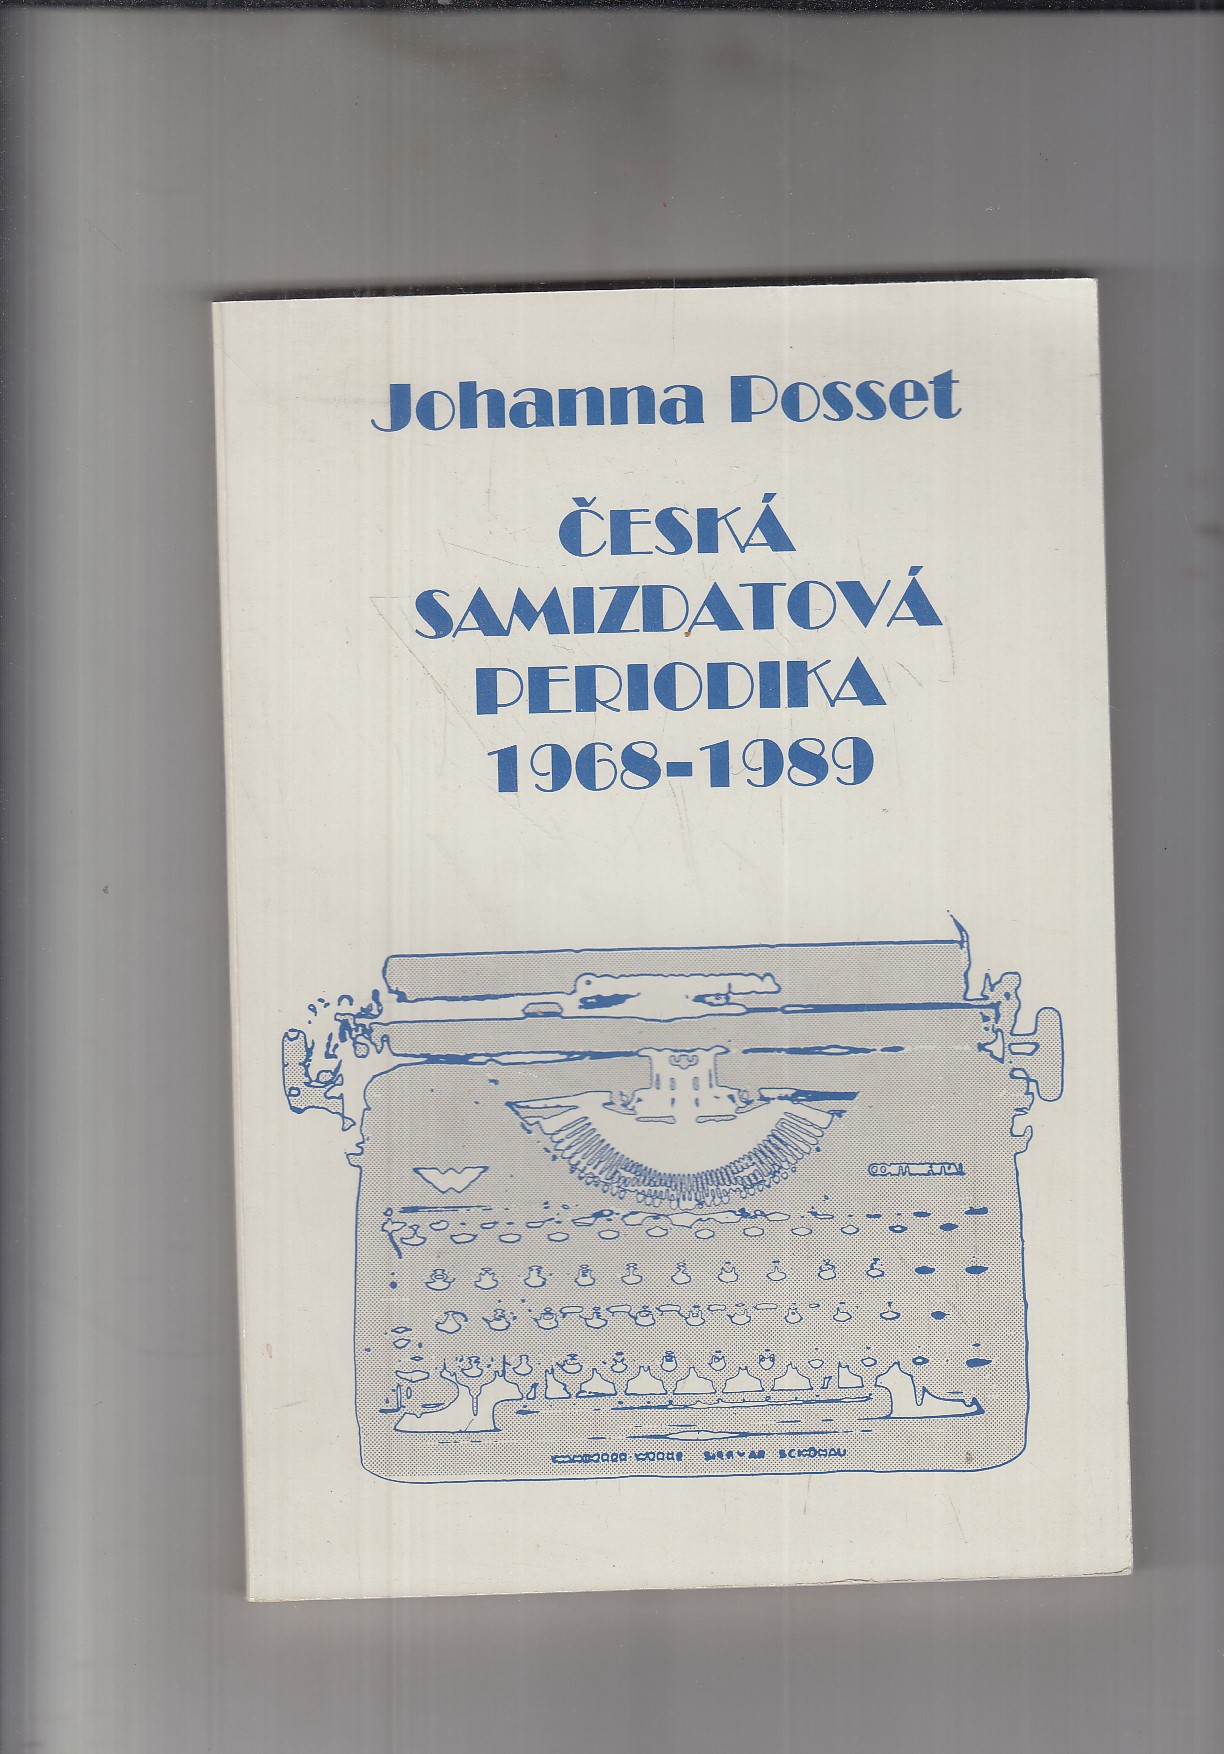 Johanna Posset
ČESKÁ
SAMIZDATOVÁ
PERIODIKA
1968-1989